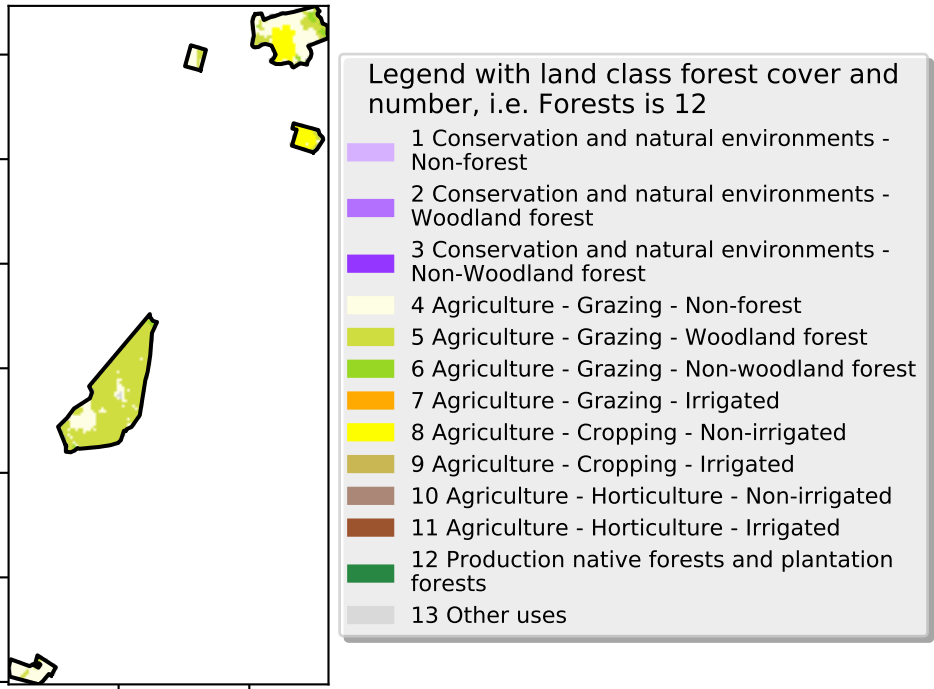 Legend with land class forest cover and
number, i.e. Forests is 12
1 Conservation and natural environments -
Non-forest
2 Conservation and natural environments -
Woodland forest
3 Conservation and natural environments -
Non-Woodland forest
4 Agriculture - Grazing - Non-forest
5 Agriculture - Grazing - Woodland forest
6 Agriculture - Grazing - Non-woodland forest
7 Agriculture - Grazing - Irrigated
8 Agriculture - Cropping - Non-irrigated
9 Agriculture - Cropping - Irrigated
10 Agriculture - Horticulture - Non-irrigated
11 Agriculture - Horticulture - Irrigated
12 Production native forests and plantation
forests
13 Other uses